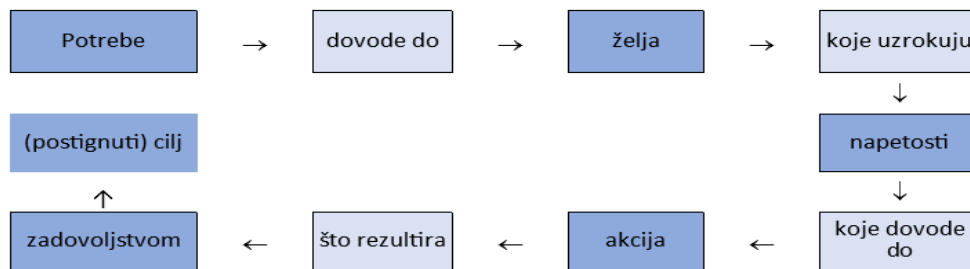 Potrebe → dovode do → želja → koje uzrokuju
↓
(postignuti) cilj napetosti
↑ ↓
zadovoljstvom ← što rezultira ← akcija ← koje dovode
do